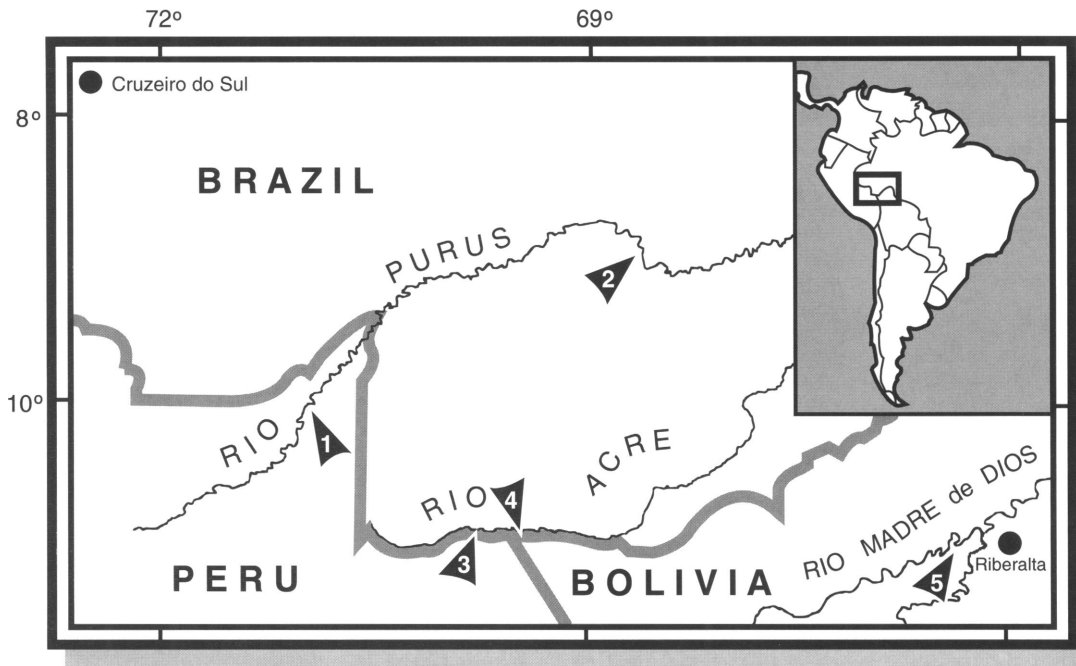 72º 69º
Cruzeiro do Sul
8º
BRAZIL
PURUS
2
10º
RIO
1
ACRE
RIO
4
3
RIO MADRE de DIOS
PERU
BOLIVIA
Riberalta
5